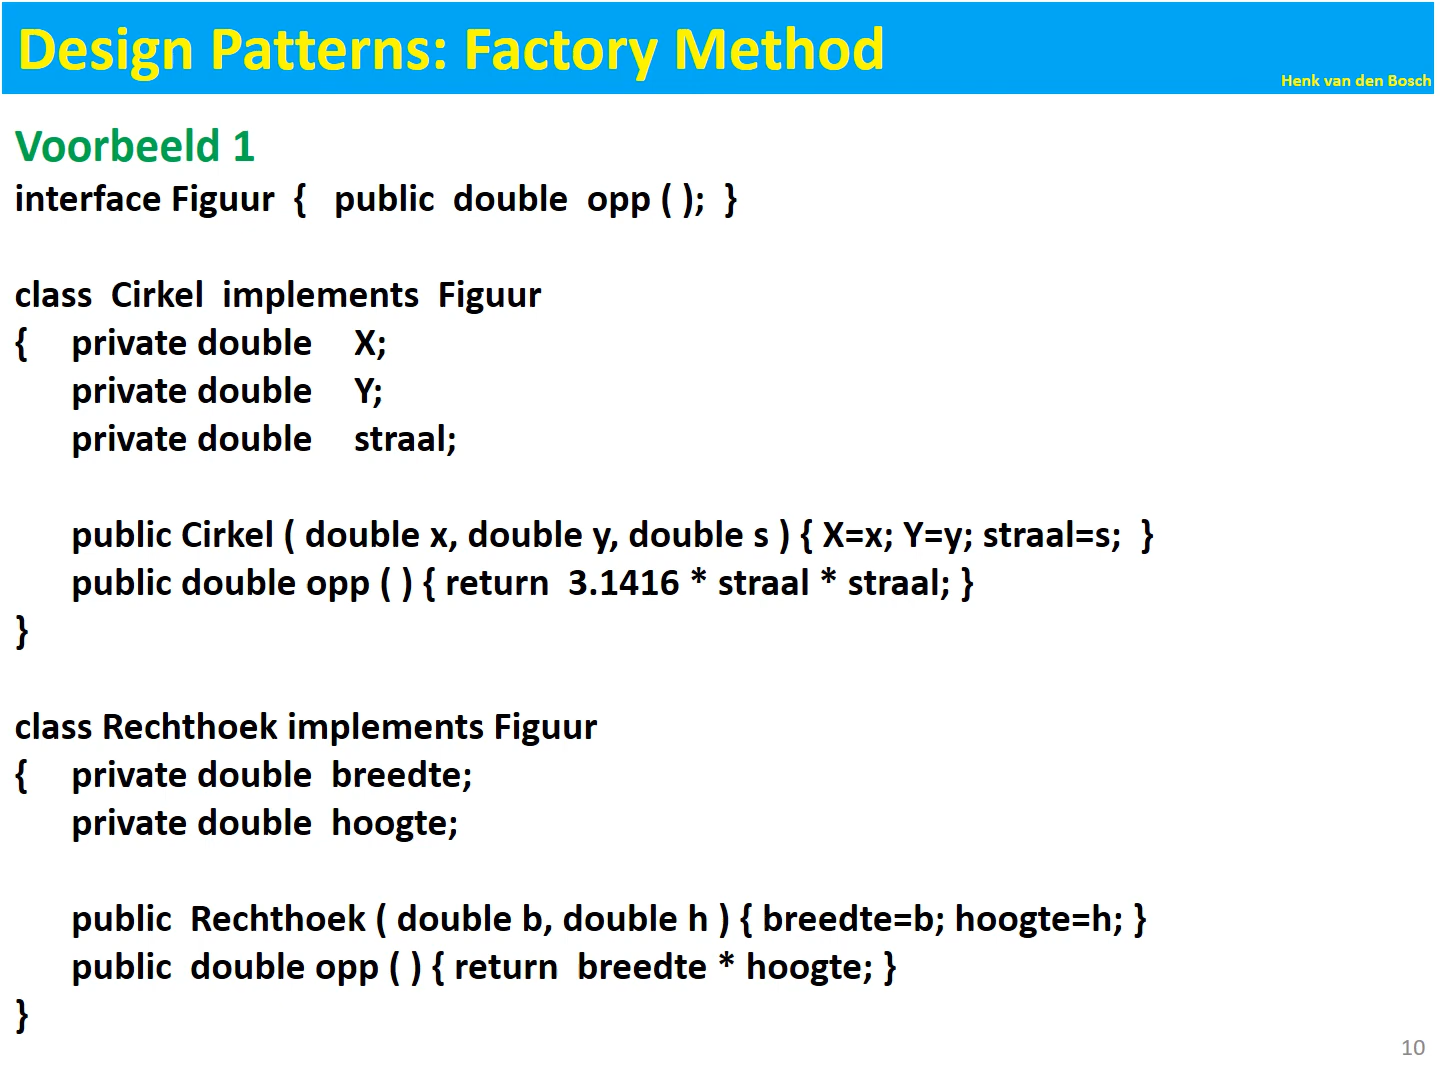 Design Patterns: Factory Method
Henk van den Bosch
Voorbeeld 1
interface Figuur { public double opp ( ); }
class Cirkel implements Figuur
{ private double X;
private double Y;
private double straal;
public Cirkel ( double x, double y, double s ) { X=x; Y=y; straal=s; }
public double opp ( ) { return 3.1416 * straal * straal; }
}
class Rechthoek implements Figuur
{ private double breedte;
private double hoogte;
public Rechthoek ( double b, double h ) { breedte=b; hoogte=h; }
public double opp ( ) { return breedte * hoogte; }
}
10